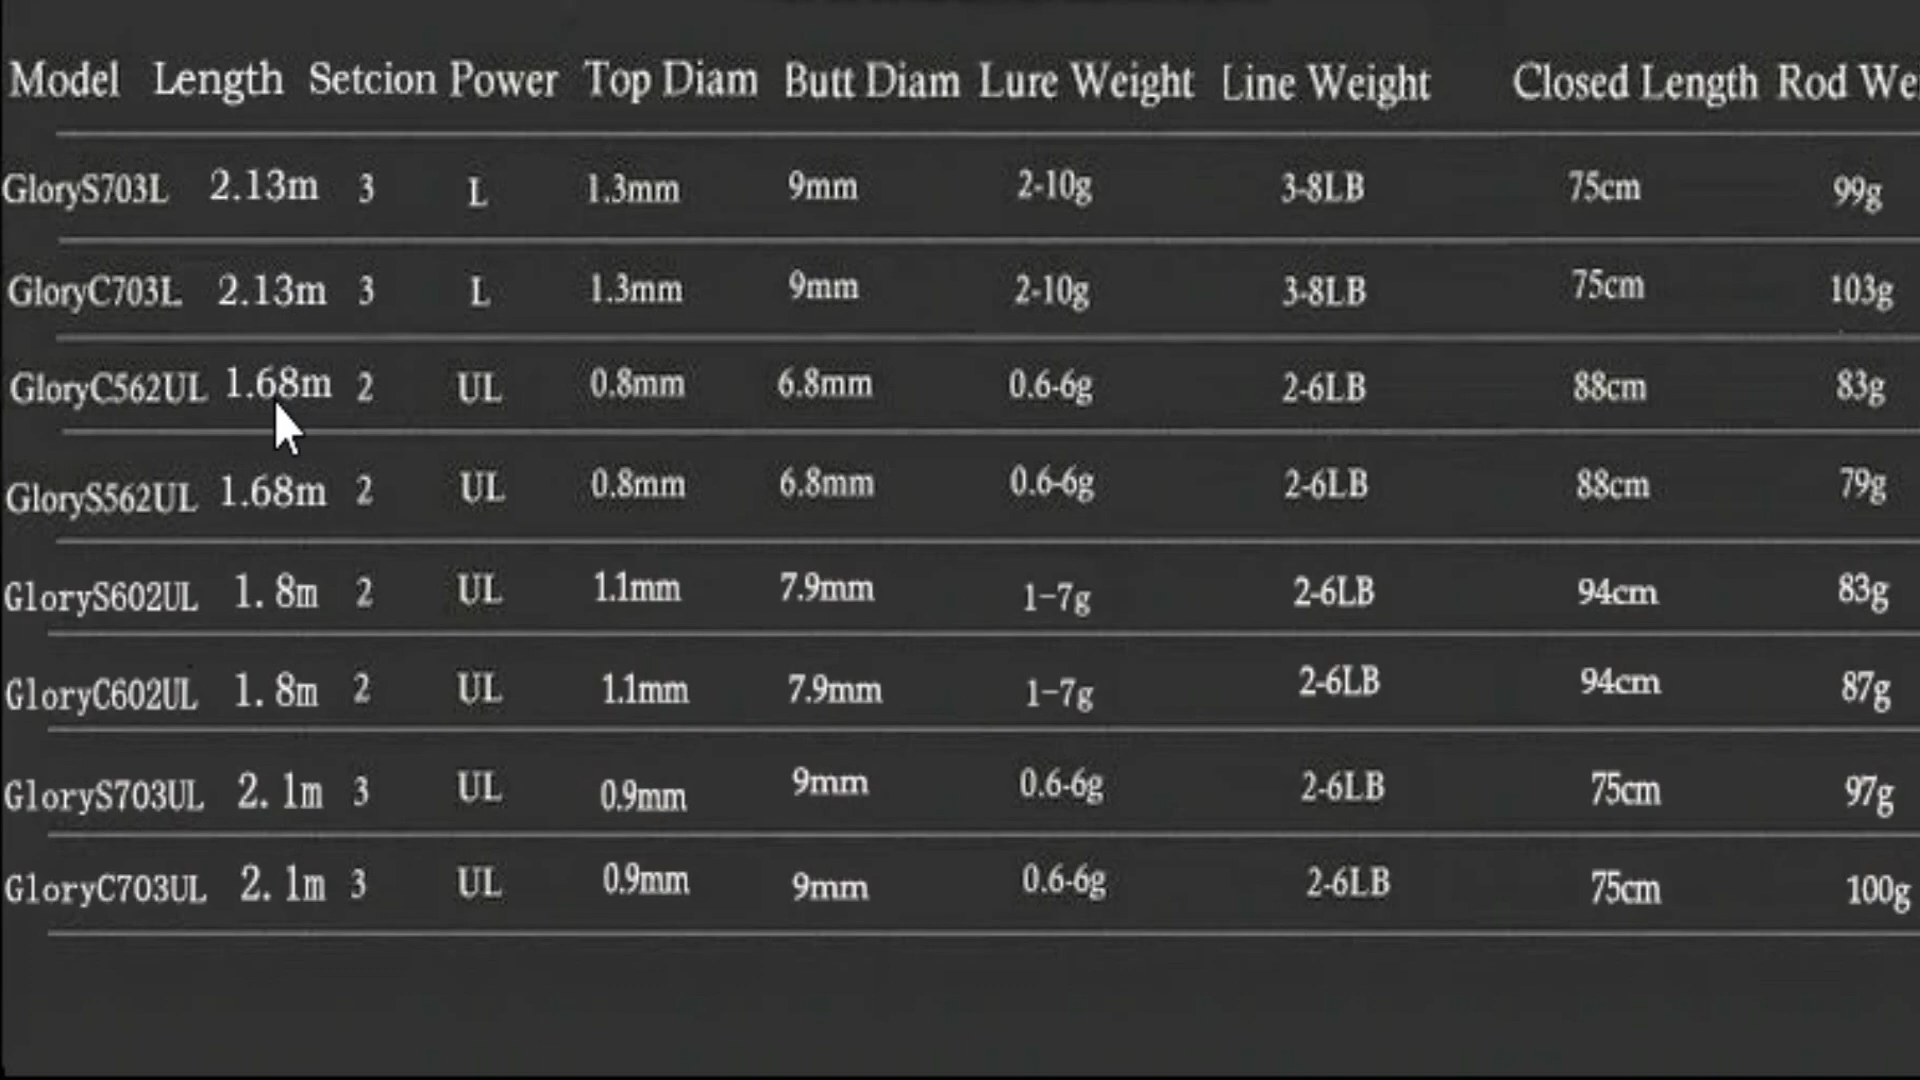 Model Length Setcion Power Top Diam Butt Diam Lure Weight Line Weight Closed Length Rod We
GloryS703L 2.13m 3 L 1.3mm 9mm 2-10g 3-8LB 75cm 99g
GloryC703L 2.13m 3 L 1.3mm 9mm 2-10g 3-8LB 75cm 103g
GloryC562UL 1.68m 2 UL 0.8mm 6.8mm 0.6-6g 2-6LB 88cm 83g
GloryS562UL 1.68m 2 UL 0.8mm 6.8mm 0.6-6g 2-6LB 88cm 79g
GloryS602UL 1.8m 2 UL 1.1mm 7.9mm 1-7g 2-6LB 94cm 83g
GloryC602UL 1.8m 2 UL 1.1mm 7.9mm 1-7g 2-6LB 94cm 87g
GloryS703UL 2.1m 3 UL 0.9mm 9mm 0.6-6g 2-6LB 75cm 97g
GloryC703UL 2.1m 3 UL 0.9mm 9mm 0.6-6g 2-6LB 75cm 100g